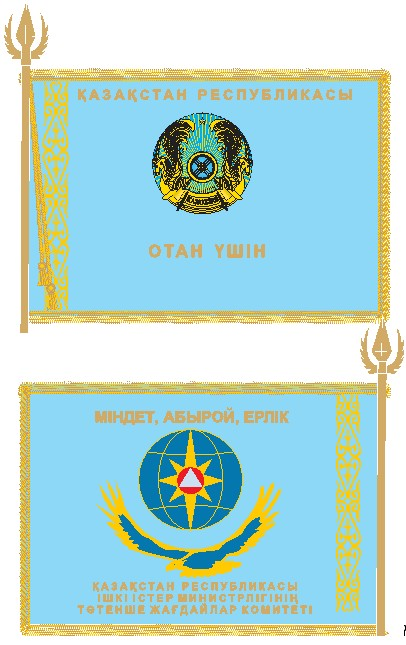 ҚАЗАҚСТАН РЕСПУБЛИКАСЫ
ОТАН ҮШІН
МІНДЕТ, АБЫРОЙ, ЕРЛІК
ҚАЗАҚСТАН РЕСПУБЛИКАСЫ
ІШКІ ІСТЕР МИНИСТРЛІГІНІҢ
ТӨТЕНШЕ ЖАҒДАЙЛАР КОМИТЕТІ